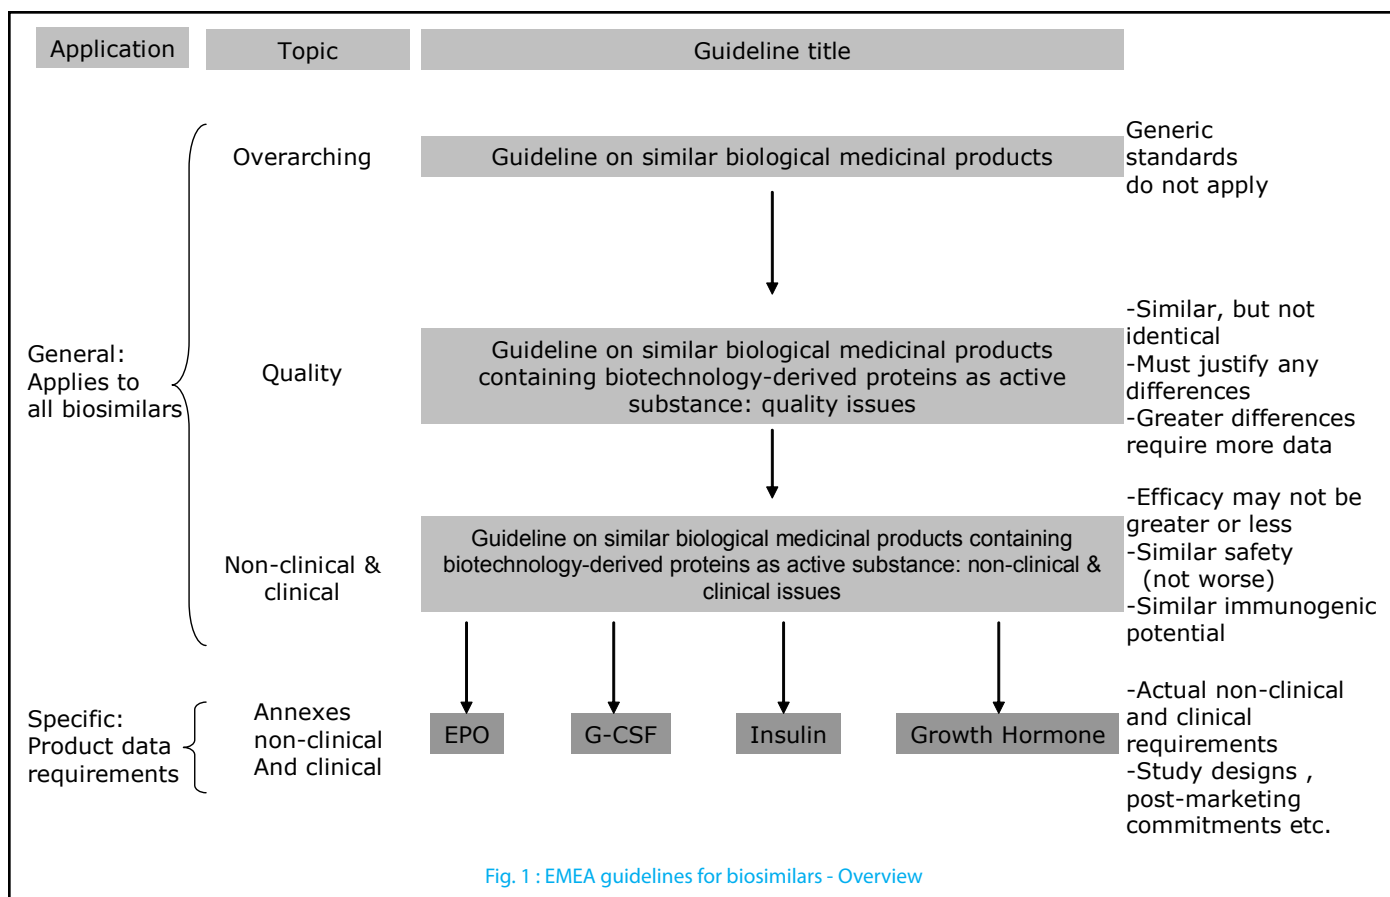 Application
Topic
Guideline title
Overarching
Guideline on similar biological medicinal products
Generic
standards
do not apply
General:
Applies to
all biosimilars
Quality
Guideline on similar biological medicinal products
containing biotechnology-derived proteins as active
substance: quality issues
-Similar, but not
identical
-Must justify any
differences
-Greater differences
require more data
Non-clinical &
clinical
Guideline on similar biological medicinal products containing
biotechnology-derived proteins as active substance: non-clinical &
clinical issues
-Efficacy may not be
greater or less
-Similar safety
(not worse)
-Similar immunogenic
potential
Specific:
Product data
requirements
Annexes
non-clinical
And clinical
EPO
G-CSF
Insulin
Growth Hormone
-Actual non-clinical
and clinical
requirements
-Study designs ,
post-marketing
commitments etc.
Fig. 1 : EMEA guidelines for biosimilars - Overview